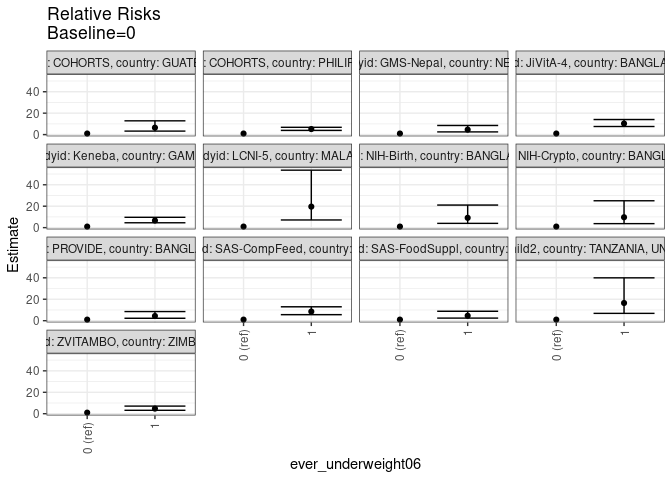 Relative Risks
Baseline=0
: COHORTS, country: GUATE
: COHORTS, country: PHILIP
yid: GMS-Nepal, country: NE
d: JiVitA-4, country: BANGLA
dyid: Keneba, country: GAM
dyid: LCNI-5, country: MALA
: NIH-Birth, country: BANGLA
NIH-Crypto, country: BANGL
: PROVIDE, country: BANGL
d: SAS-CompFeed, country:
d: SAS-FoodSuppl, country:
hild2, country: TANZANIA, UN
d: ZVITAMBO, country: ZIMB
40
20
0
40
20
0
40
20
0
40
20
0
Estimate
0 (ref)
1
0 (ref)
1
0 (ref)
1
0 (ref)
1
ever_underweight06